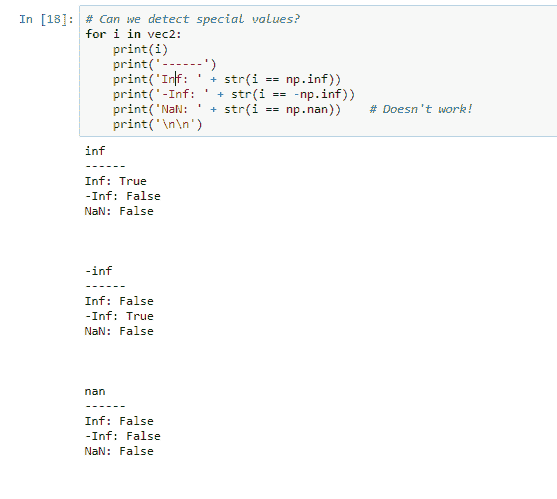 In [18]: # Can we detect special values?
for i in vec2:
    print(i)
    print('------')
    print('Inf: ' + str(i == np.inf))
    print('-Inf: ' + str(i == -np.inf))
    print('NaN: ' + str(i == np.nan))    # Doesn't work!
    print('\n\n')
inf
------
Inf: True
-Inf: False
NaN: False
-inf
------
Inf: False
-Inf: True
NaN: False
nan
------
Inf: False
-Inf: False
NaN: False